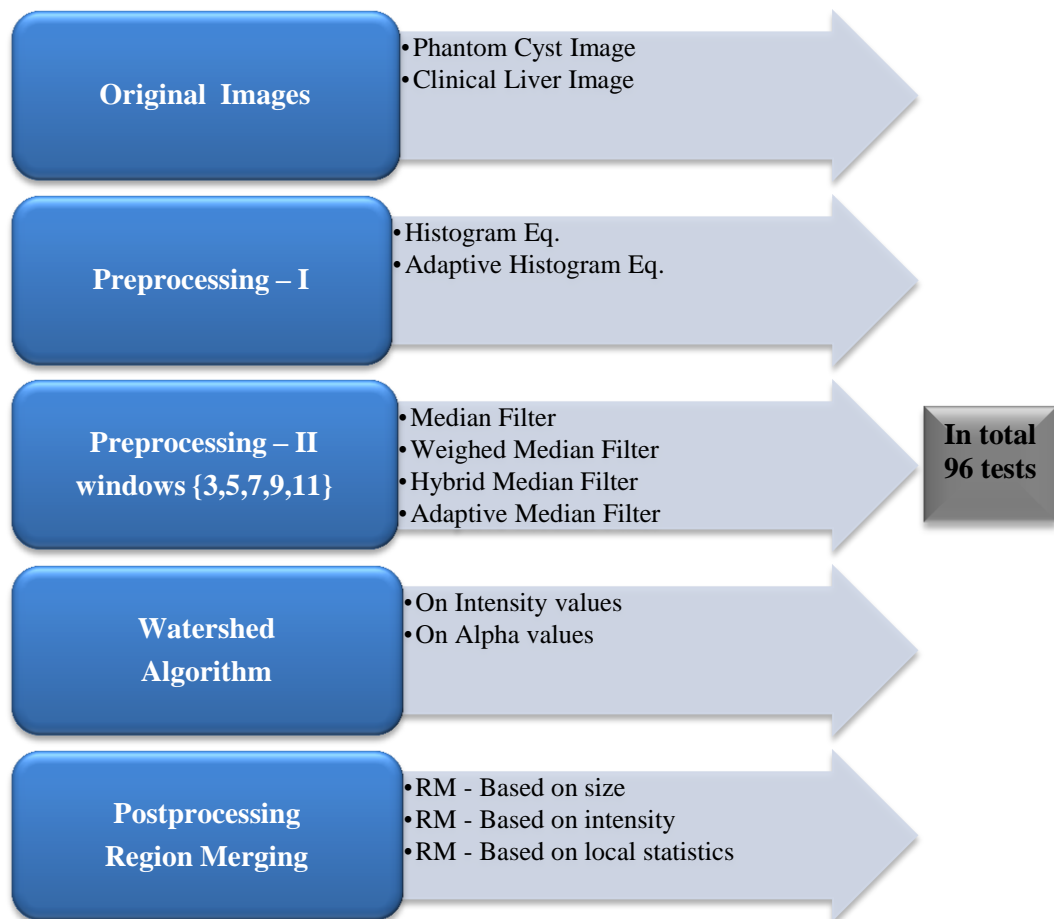 Original Images
•Phantom Cyst Image
•Clinical Liver Image
Preprocessing – I
•Histogram Eq.
•Adaptive Histogram Eq.
Preprocessing – II
windows {3,5,7,9,11}
•Median Filter
•Weighed Median Filter
•Hybrid Median Filter
•Adaptive Median Filter
In total
96 tests
Watershed
Algorithm
•On Intensity values
•On Alpha values
Postprocessing
Region Merging
•RM - Based on size
•RM - Based on intensity
•RM - Based on local statistics